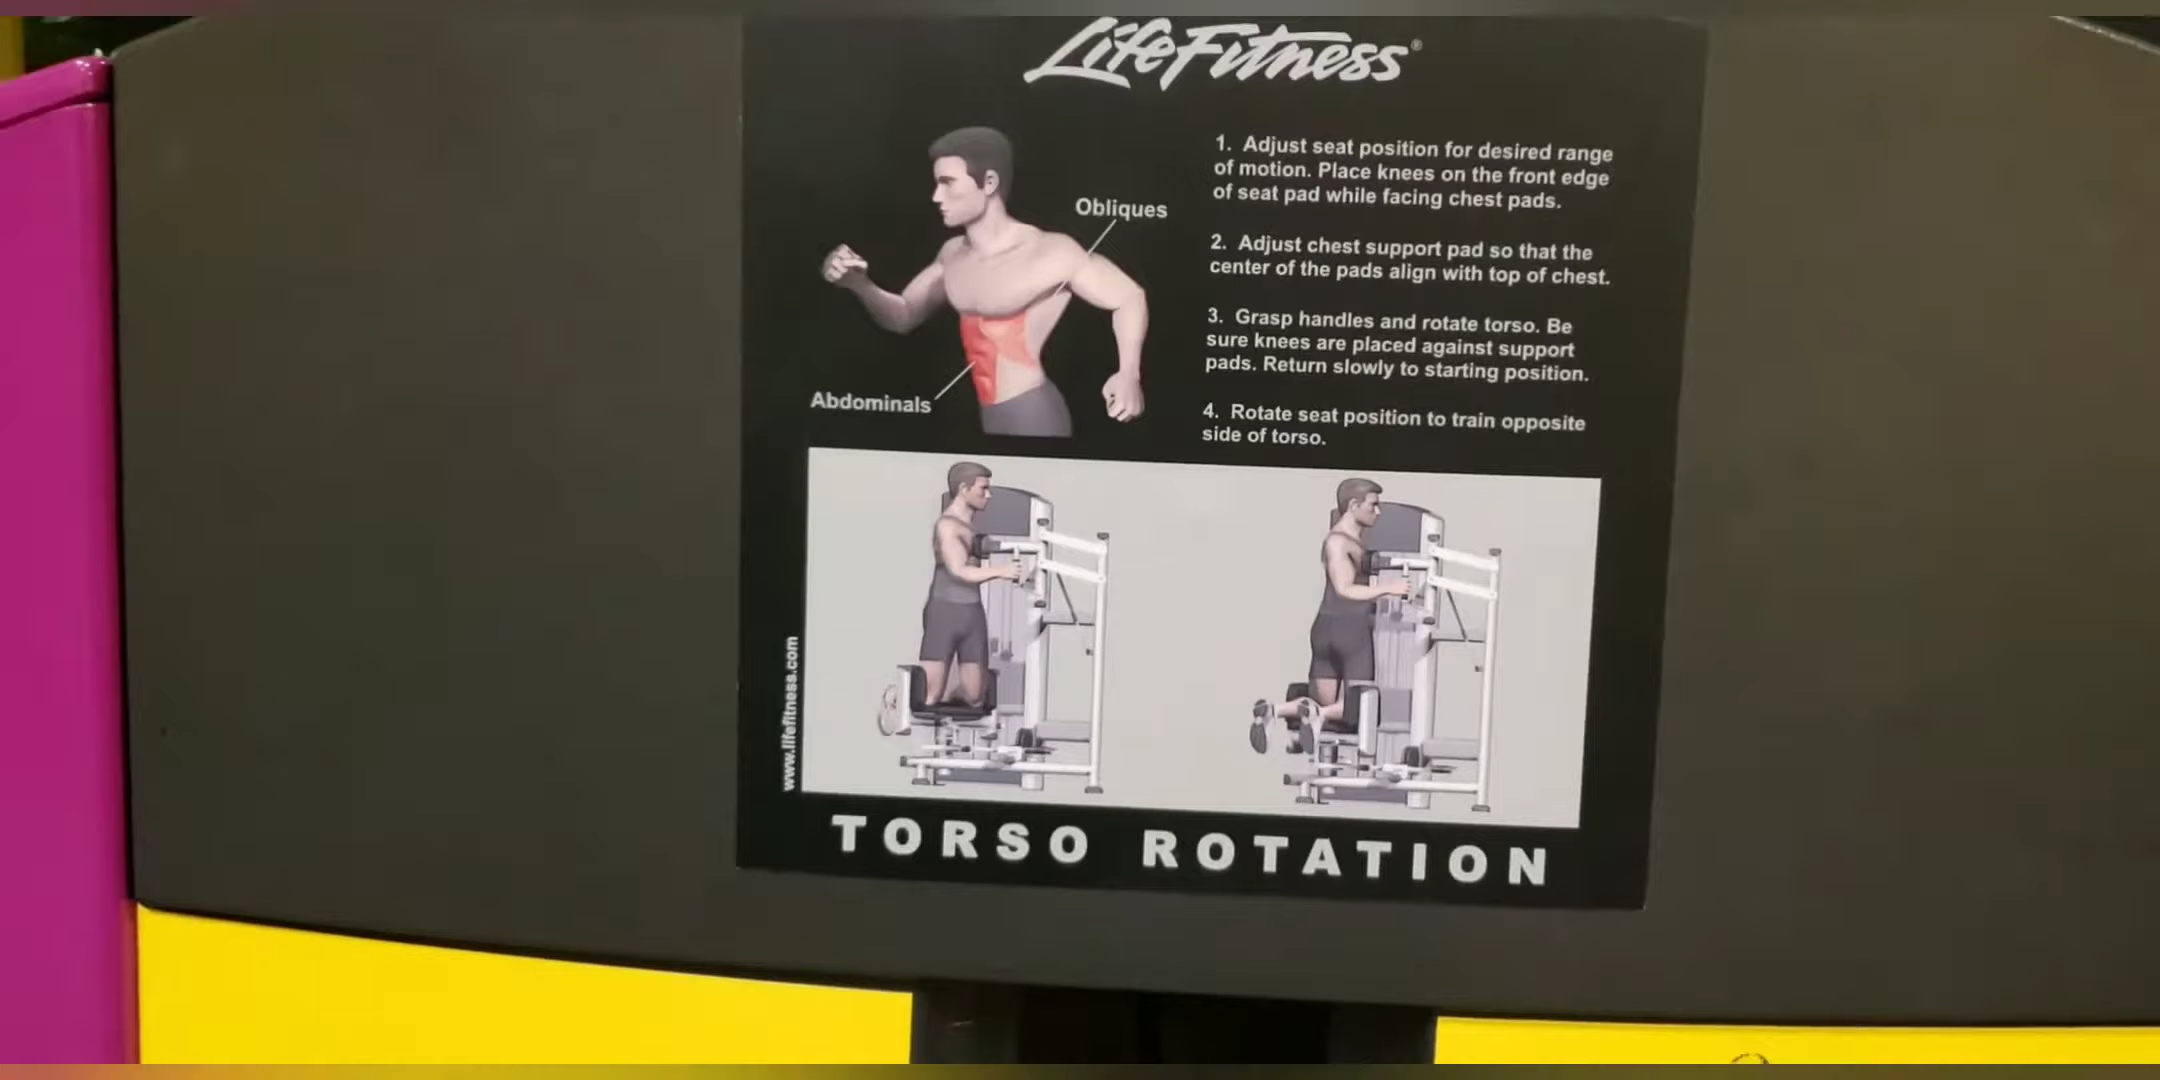 LifeFitness®
Obliques
Abdominals
1. Adjust seat position for desired range
of motion. Place knees on the front edge
of seat pad while facing chest pads.
2. Adjust chest support pad so that the
center of the pads align with top of chest.
3. Grasp handles and rotate torso. Be
sure knees are placed against support
pads. Return slowly to starting position.
4. Rotate seat position to train opposite
side of torso.
www.lifefitness.com
TORSO ROTATION